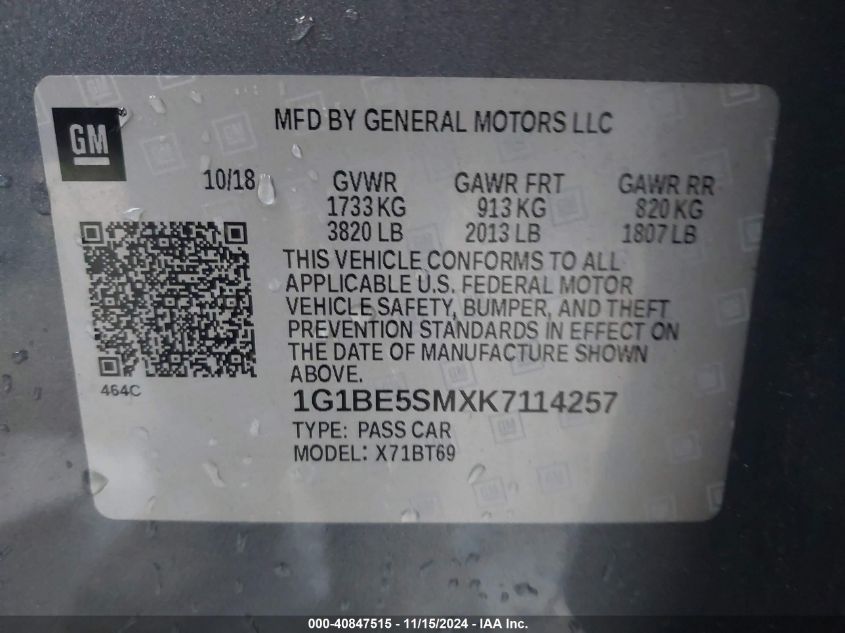 GM
MFD BY GENERAL MOTORS LLC
10/18 GVWR GAWR FRT GAWR RR
1733 KG 913 KG 820 KG
3820 LB 2013 LB 1807 LB
THIS VEHICLE CONFORMS TO ALL
APPLICABLE U.S. FEDERAL MOTOR
VEHICLE SAFETY, BUMPER, AND THEFT
PREVENTION STANDARDS IN EFFECT ON
THE DATE OF MANUFACTURE SHOWN
ABOVE.
464C
1G1BE5SMXK7114257
TYPE: PASS CAR
MODEL: X71BT69
000-40847515 - 11/15/2024 - IAA Inc.